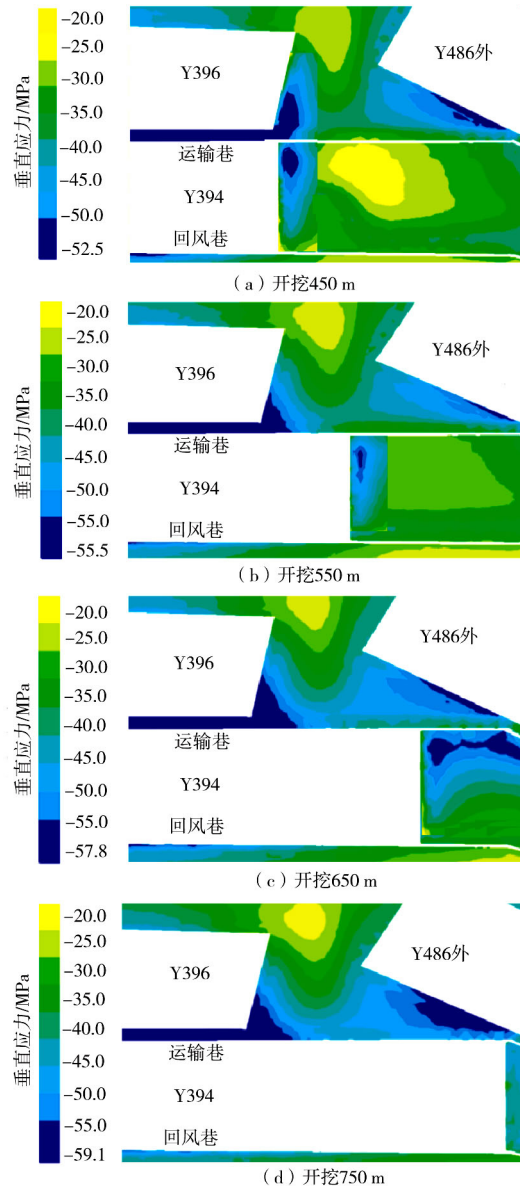 垂直应力/MPa
−20.0
−25.0
−30.0
−35.0
−40.0
−45.0
−50.0
−52.5
Y396
Y486外
运输巷
Y394
回风巷
（a）开挖450 m
垂直应力/MPa
−20.0
−25.0
−30.0
−35.0
−40.0
−45.0
−50.0
−55.0
−55.5
Y396
Y486外
运输巷
Y394
回风巷
（b）开挖550 m
垂直应力/MPa
−20.0
−25.0
−30.0
−35.0
−40.0
−45.0
−50.0
−55.0
−57.8
Y396
Y486外
运输巷
Y394
回风巷
（c）开挖650 m
垂直应力/MPa
−20.0
−25.0
−30.0
−35.0
−40.0
−45.0
−50.0
−55.0
−59.1
Y396
Y486外
运输巷
Y394
回风巷
（d）开挖750 m